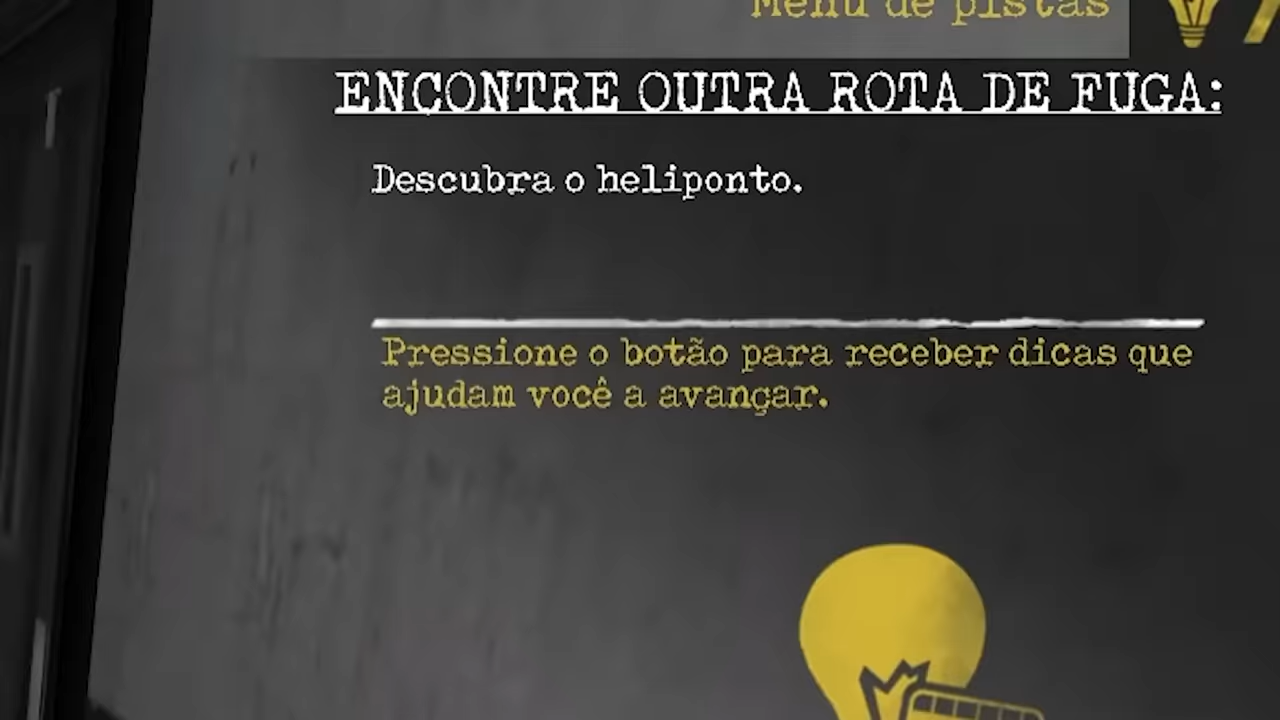 Menu de pistas
ENCONTRE OUTRA ROTA DE FUGA:
Descubra o heliponto.
Pressione o botão para receber dicas que
ajudam você a avançar.